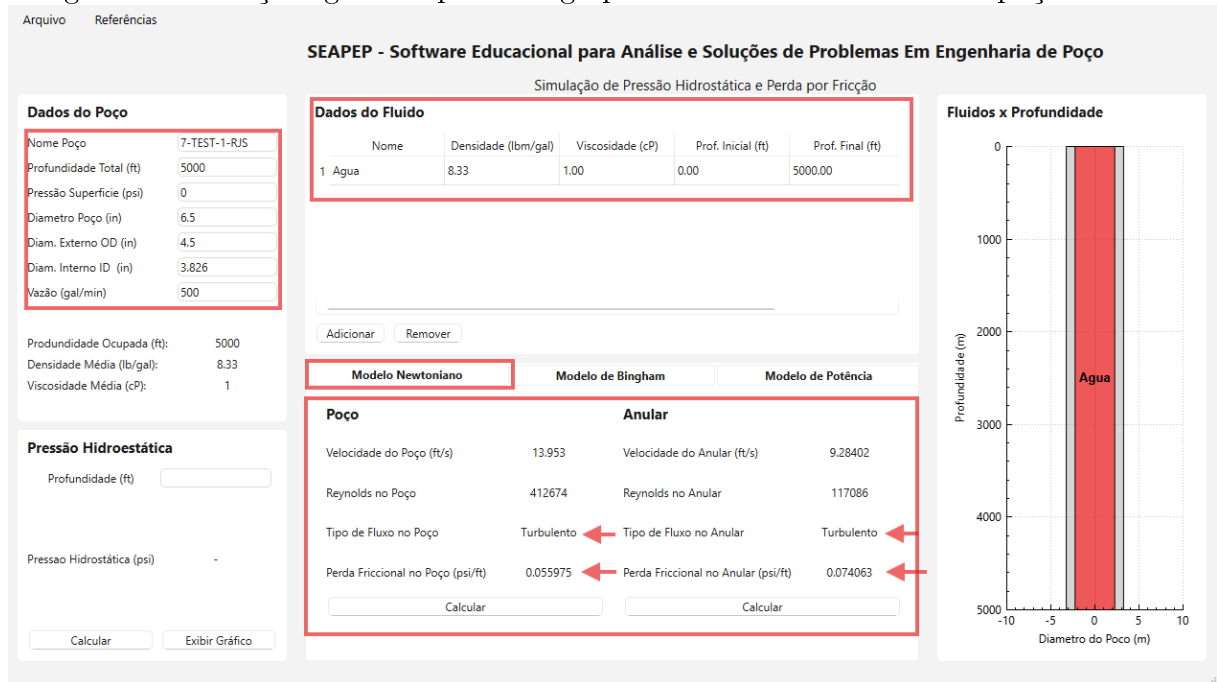 Arquivo Referências
SEAPEP - Software Educacional para Análise e Soluções de Problemas Em Engenharia de Poço
Simulação de Pressão Hidrostática e Perda por Fricção
Dados do Poço
Nome Poço 7-TEST-1-RJS
Profundidade Total (ft) 5000
Pressão Superfície (psi) 0
Diametro Poço (in) 6.5
Diam. Externo OD (in) 4.5
Diam. Interno ID (in) 3.826
Vazão (gal/min) 500
Produndidade Ocupada (ft): 5000
Densidade Média (lb/gal): 8.33
Viscosidade Média (cP): 1
Pressão Hidroestática
Profundidade (ft)
Pressao Hidrostática (psi) -
Calcular Exibir Gráfico
Dados do Fluido
Nome Densidade (lbm/gal) Viscosidade (cP) Prof. Inicial (ft) Prof. Final (ft)
1 Agua 8.33 1.00 0.00 5000.00
Adicionar Remover
Modelo Newtoniano Modelo de Bingham Modelo de Potência
Poço Anular
Velocidade do Poço (ft/s) 13.953 Velocidade do Anular (ft/s) 9.28402
Reynolds no Poço 412674 Reynolds no Anular 117086
Tipo de Fluxo no Poço Turbulento Tipo de Fluxo no Anular Turbulento
Perda Friccional no Poço (psi/ft) 0.055975 Perda Friccional no Anular (psi/ft) 0.074063
Calcular Calcular
Fluidos x Profundidade
0
1000
2000
3000
4000
5000
Profundidade (m)
Agua
-10 -5 0 5 10
Diametro do Poco (m)